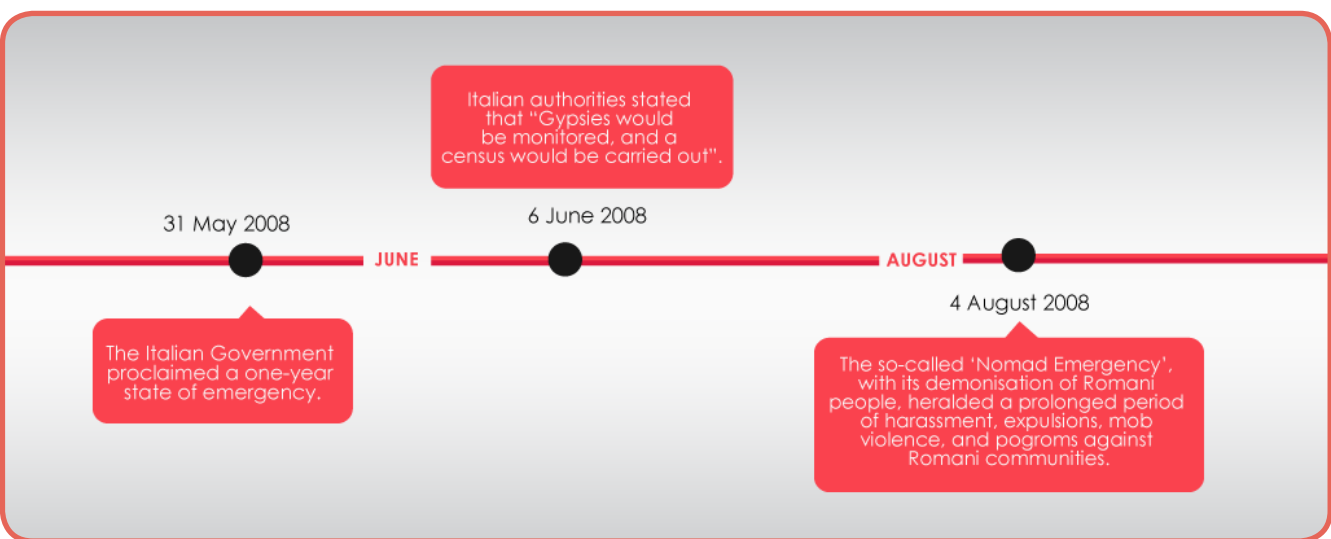 31 May 2008
The Italian Government
proclaimed a one-year
state of emergency.
JUNE
Italian authorities stated
that “Gypsies would
be monitored, and a
census would be carried out”.
6 June 2008
AUGUST
4 August 2008
The so-called ‘Nomad Emergency’,
with its demonisation of Romani
people, heralded a prolonged period
of harassment, expulsions, mob
violence, and pogroms against
Romani communities.